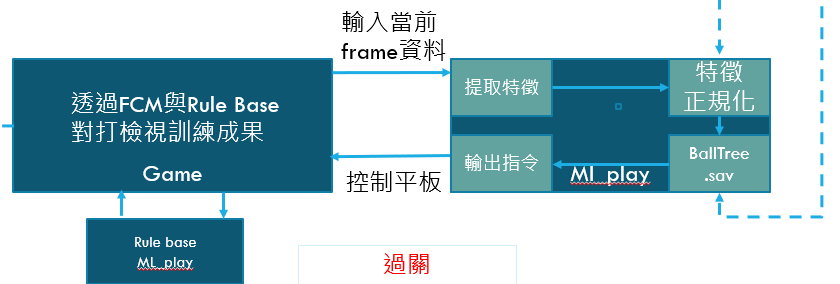 輸入當前
frame資料
透過FCM與Rule Base
對打檢視訓練成果
Game
提取特徵
特徵
正規化
輸出指令
Ml_play
BallTree
.sav
控制平板
Rule base
ML_play
過關